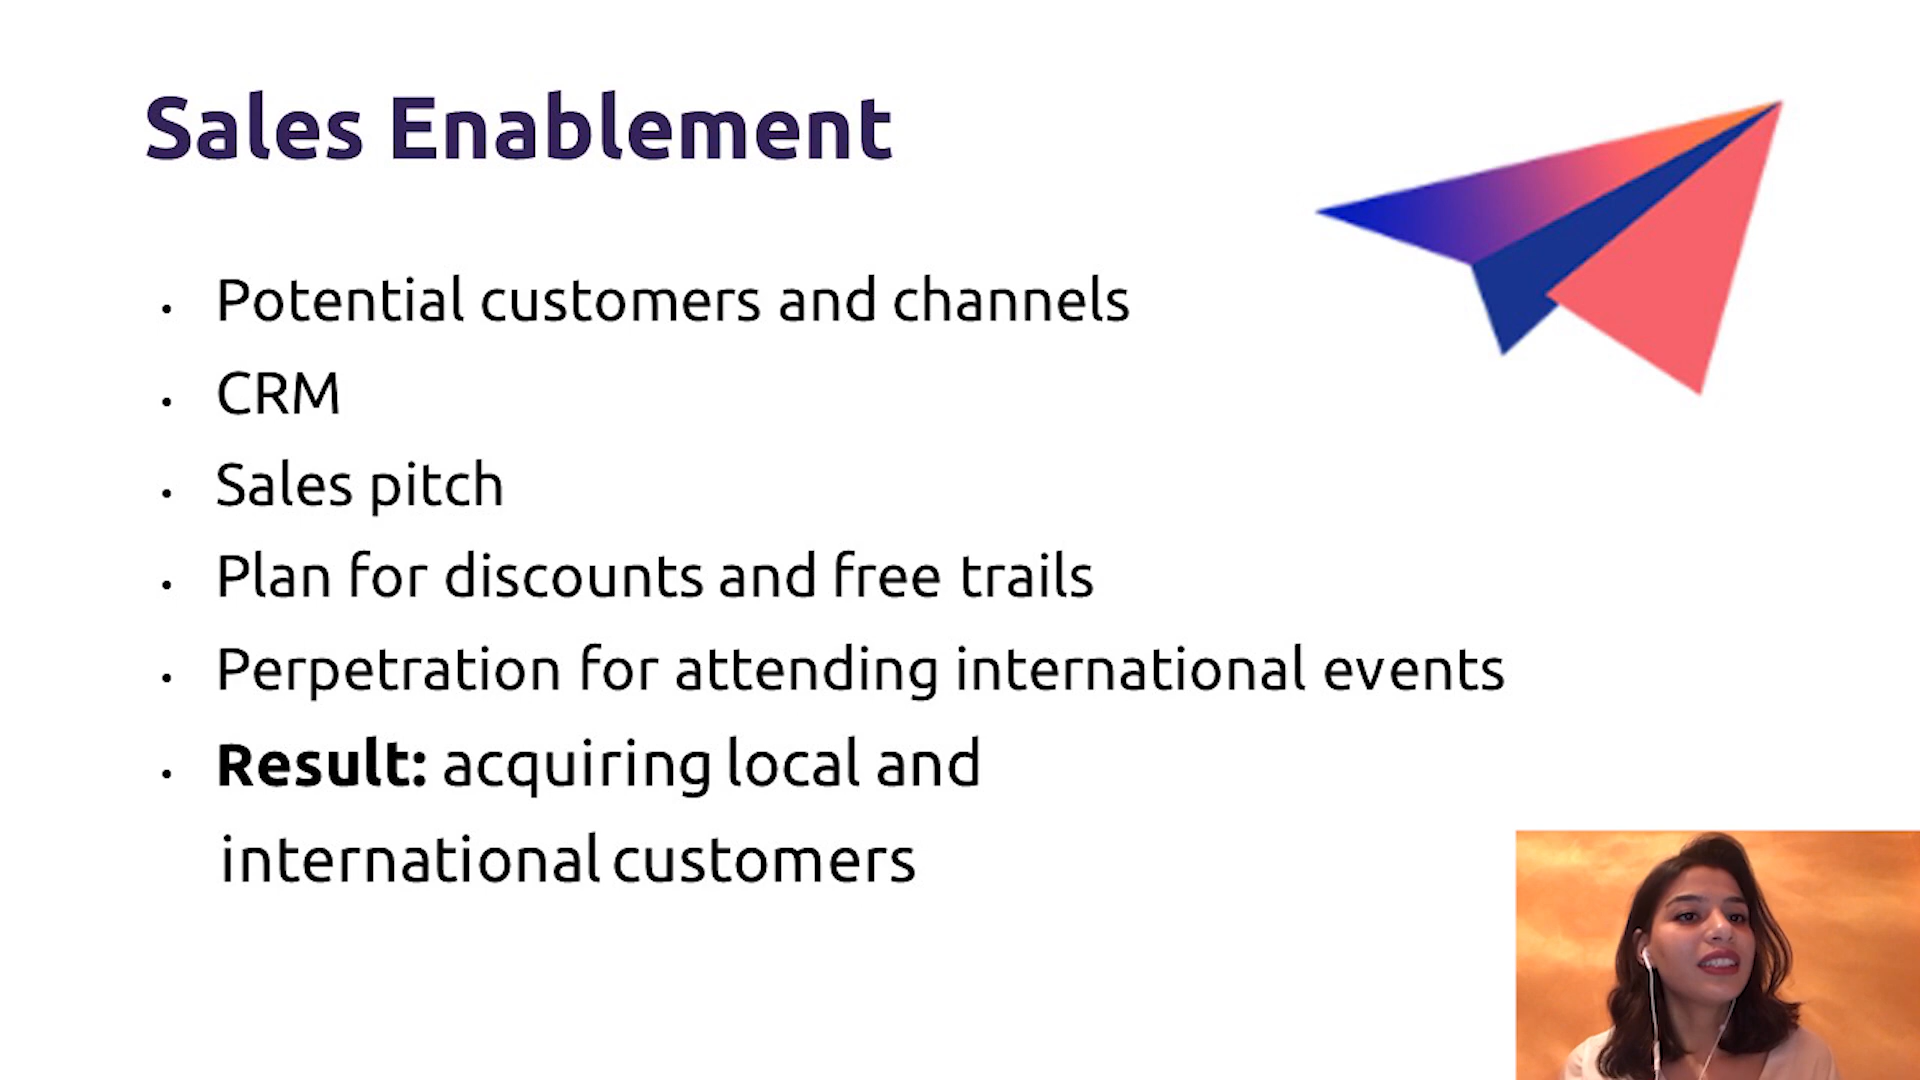 Sales Enablement
• Potential customers and channels
• CRM
• Sales pitch
• Plan for discounts and free trails
• Perpetration for attending international events
• Result: acquiring local and
international customers